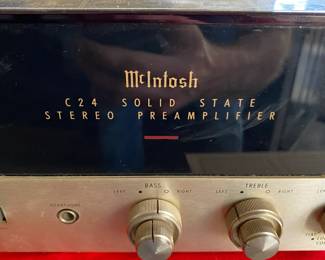 McIntosh
C24 SOLID STATE
STEREO PREAMPLIFIER
BASS TREBLE
LEFT RIGHT LEFT RIGHT